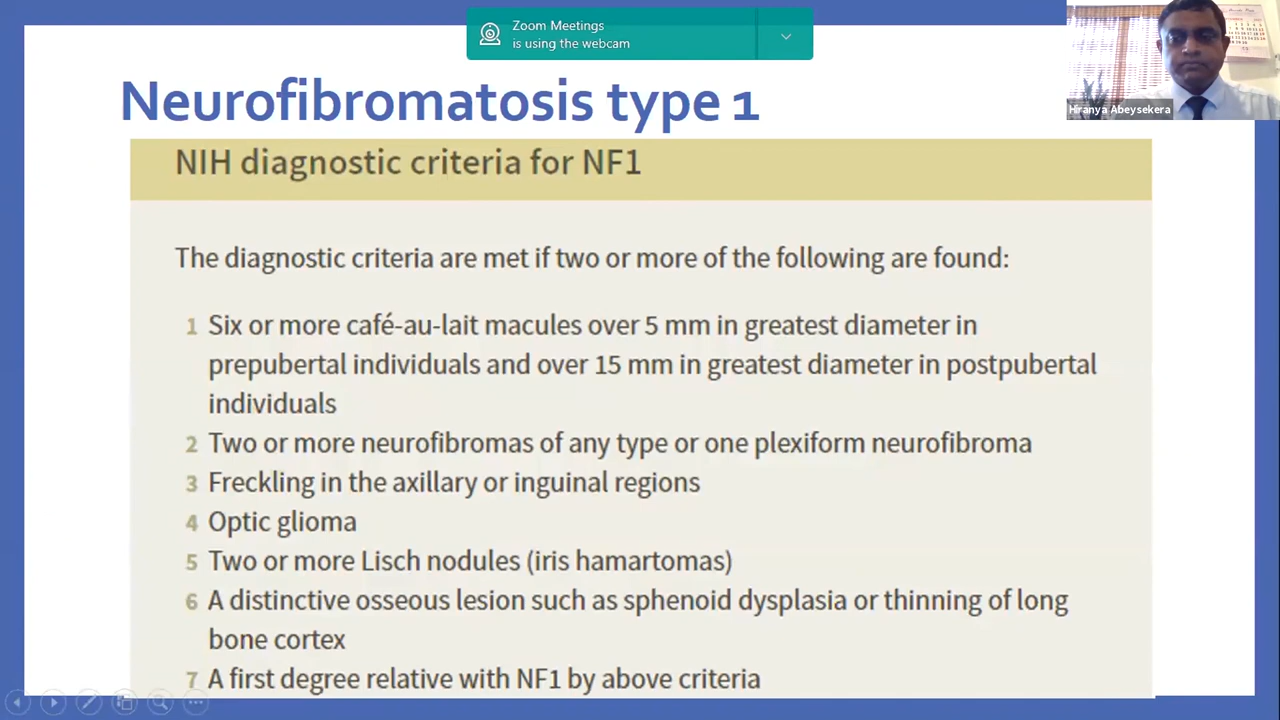 Zoom Meetings
is using the webcam
Neurofibromatosis type 1
Hiranya Abeysekera
NIH diagnostic criteria for NF1
The diagnostic criteria are met if two or more of the following are found:
1 Six or more café-au-lait macules over 5 mm in greatest diameter in
prepubertal individuals and over 15 mm in greatest diameter in postpubertal
individuals
2 Two or more neurofibromas of any type or one plexiform neurofibroma
3 Freckling in the axillary or inguinal regions
4 Optic glioma
5 Two or more Lisch nodules (iris hamartomas)
6 A distinctive osseous lesion such as sphenoid dysplasia or thinning of long
bone cortex
7 A first degree relative with NF1 by above criteria